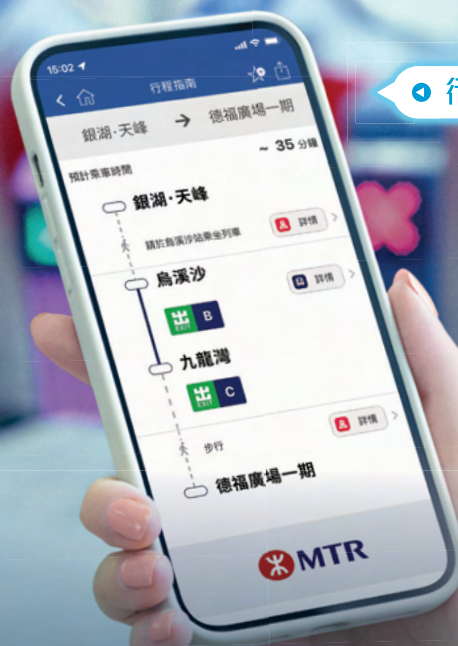 15:02
行程指南
銀湖·天峰 → 德福廣場一期
預計乘車時間 ~ 35 分鐘
銀湖·天峰
請於烏溪沙站乘坐列車 詳情
烏溪沙 詳情
出 EXIT B
九龍灣
出 EXIT C
步行 詳情
德福廣場一期
MTR